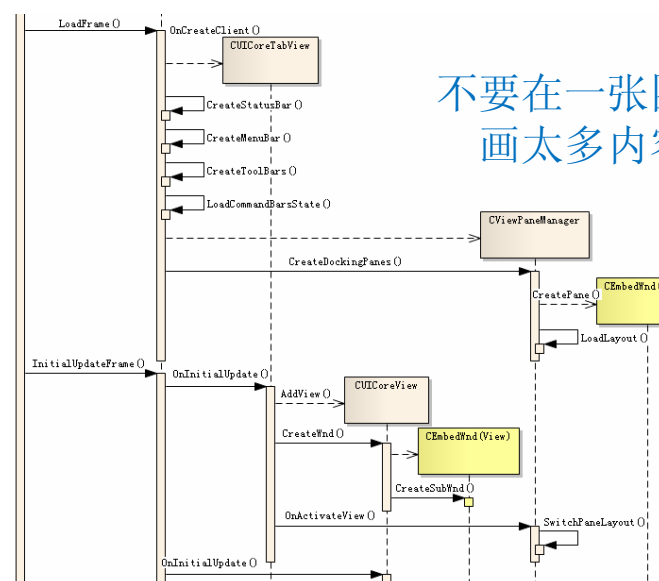 LoadFrame()
OnCreateClient()
CUICoreTabView
不要在一张
画太多内
CreateStatusBar()
CreateMenuBar()
CreateToolBars()
LoadCommandBarsState()
CViewPaneManager
CreateDockingPanes()
CEmbedWnd(
CreatePane()
LoadLayout()
InitialUpdateFrame()
OnInitialUpdate()
CUICoreView
AddView()
CreateWnd()
CEmbedWnd(View)
CreateSubWnd()
OnActivateView()
SwitchPaneLayout()
OnInitialUpdate()